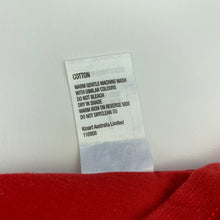 COTTON
WARM GENTLE MACHINE WASH
WITH SIMILAR COLOURS
DO NOT BLEACH
DRY IN SHADE
WARM IRON ON REVERSE SIDE
DO NOT DRYCLEAN
Kmart Australia Limited